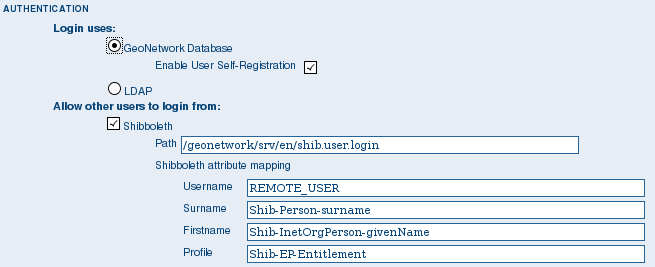 AUTHENTICATION
Login uses:
GeoNetwork Database
Enable User Self-Registration
LDAP
Allow other users to login from:
Shibboleth
Path /geonetwork/srv/en/shib.user.login
Shibboleth attribute mapping
Username REMOTE_USER
Surname Shib-Person-surname
Firstname Shib-InetOrgPerson-givenName
Profile Shib-EP-Entitlement